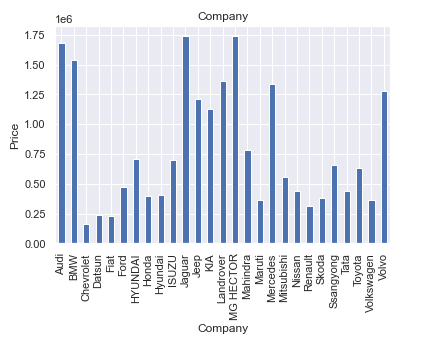 Company
1e6
1.75
1.50
1.25
1.00
0.75
0.50
0.25
0.00
Price
Audi
BMW
Chevrolet
Datsun
Fiat
Ford
HYUNDAI
Honda
Hyundai
ISUZU
Jaguar
Jeep
KIA
Landrover
MG HECTOR
Mahindra
Maruti
Mercedes
Mitsubishi
Nissan
Renault
Skoda
Ssangyong
Tata
Toyota
Volkswagen
Volvo
Company